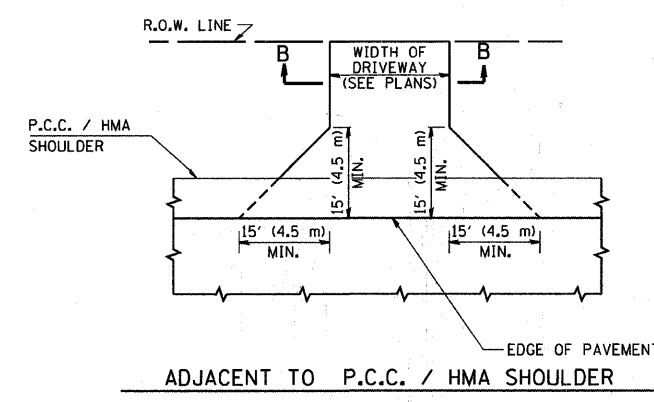 R.O.W. LINE
B
WIDTH OF
DRIVEWAY
(SEE PLANS)
B
P.C.C. / HMA
SHOULDER
15' (4.5 m)
MIN.
15' (4.5 m)
MIN.
15' (4.5 m)
MIN.
15' (4.5 m)
MIN.
EDGE OF PAVEMENT
ADJACENT TO P.C.C. / HMA SHOULDER